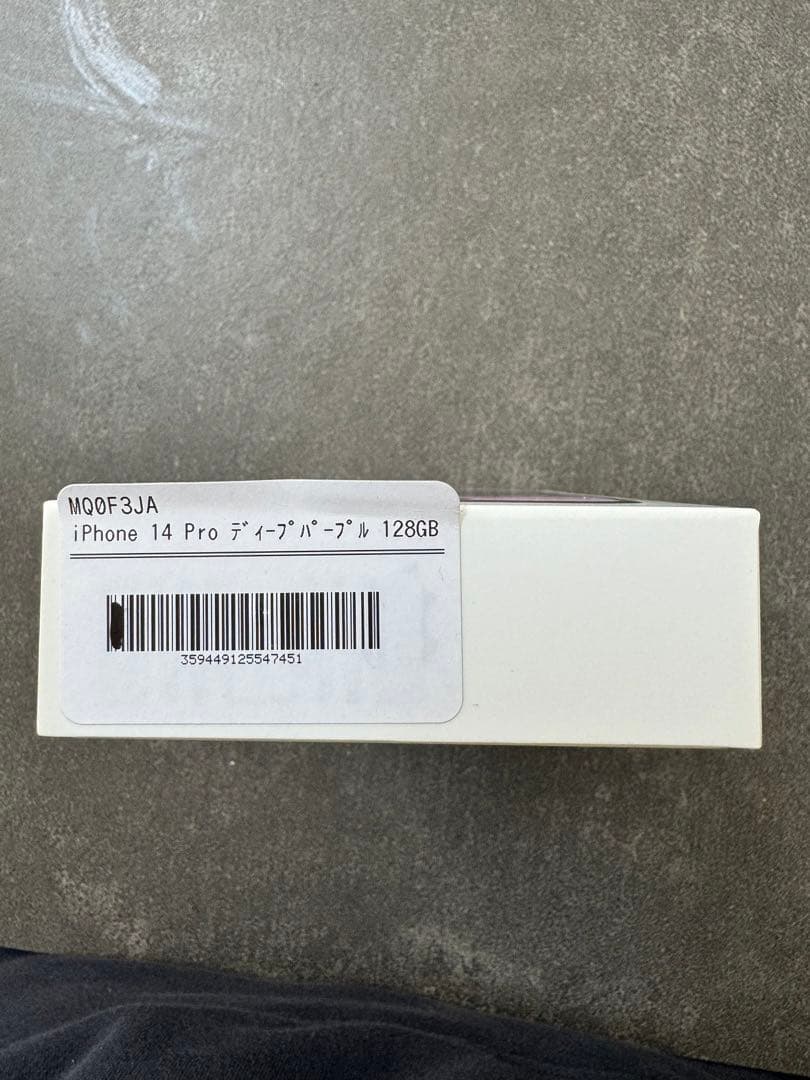 MQ0F3JA
iPhone 14 Pro ﾃﾞｨｰﾌﾟﾊﾟｰﾌﾟﾙ 128GB
359449125547451